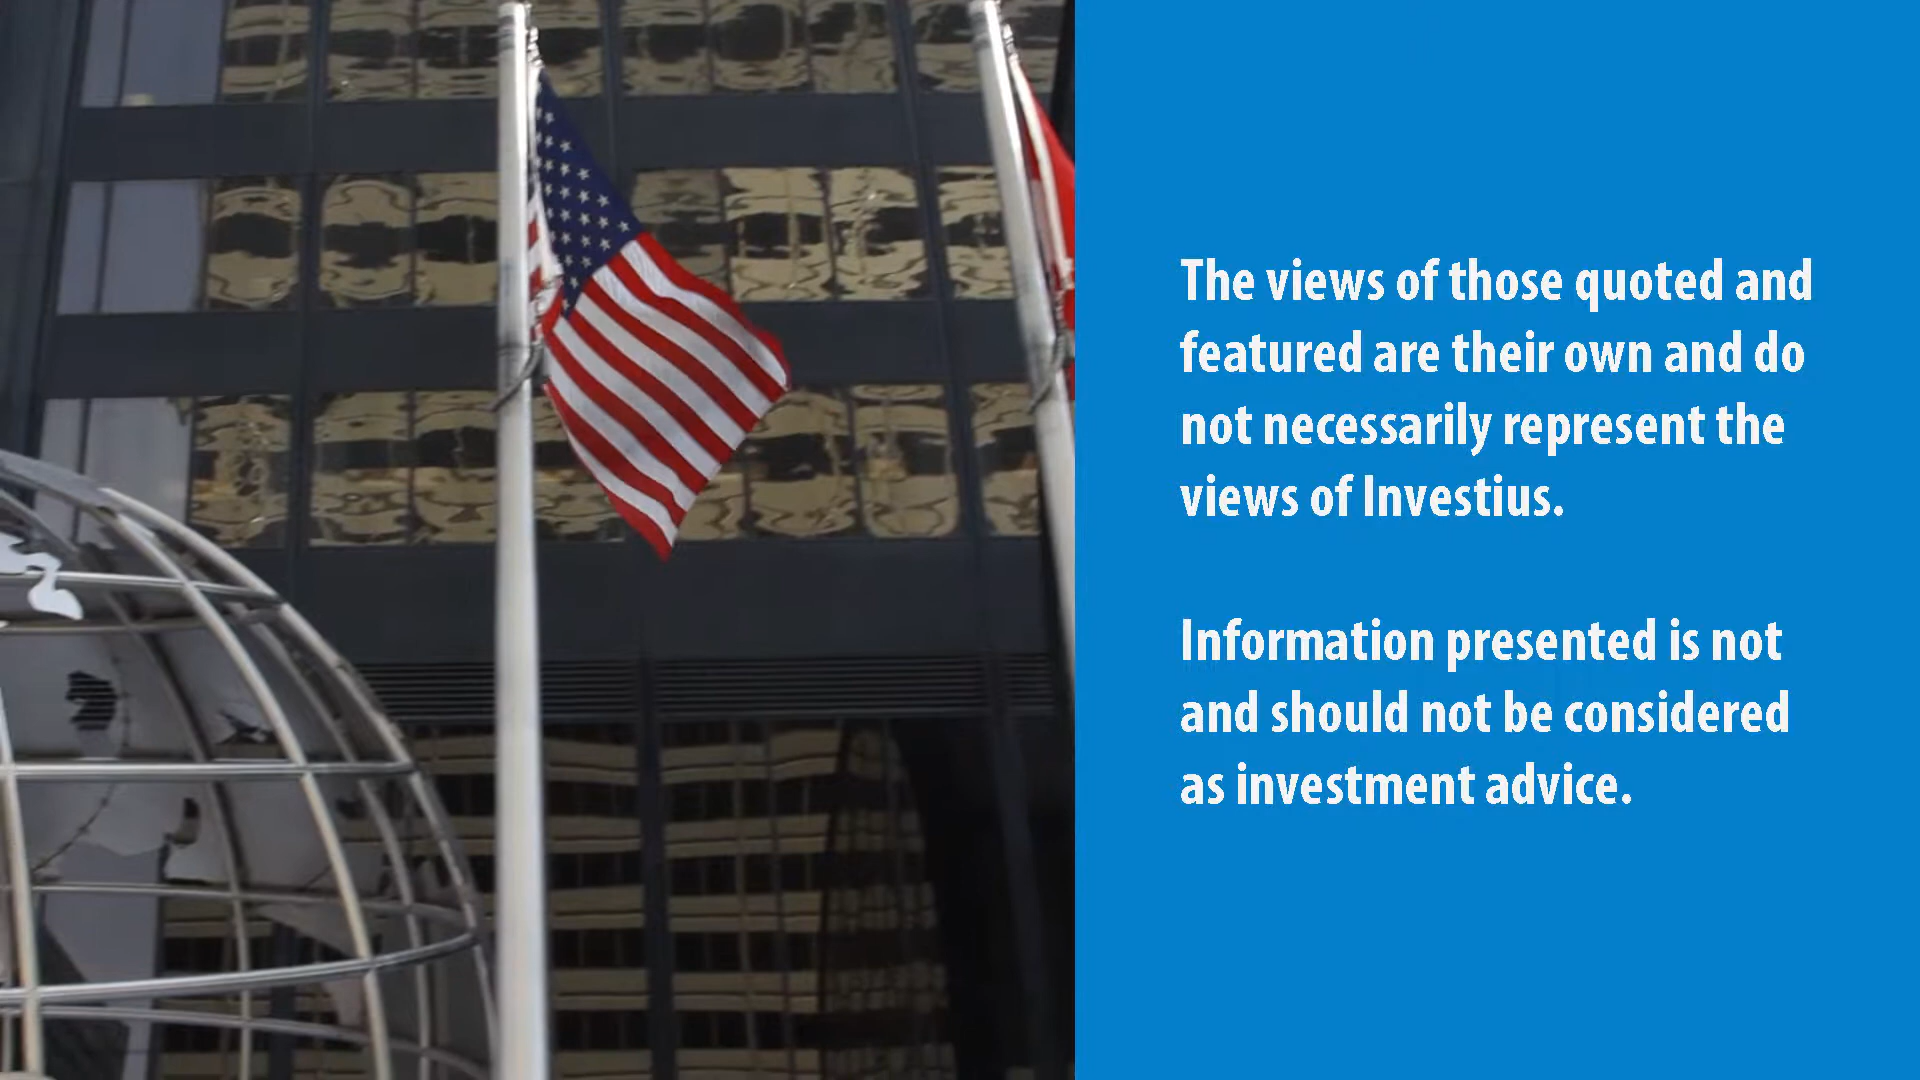 The views of those quoted and
featured are their own and do
not necessarily represent the
views of Investius.
Information presented is not
and should not be considered
as investment advice.